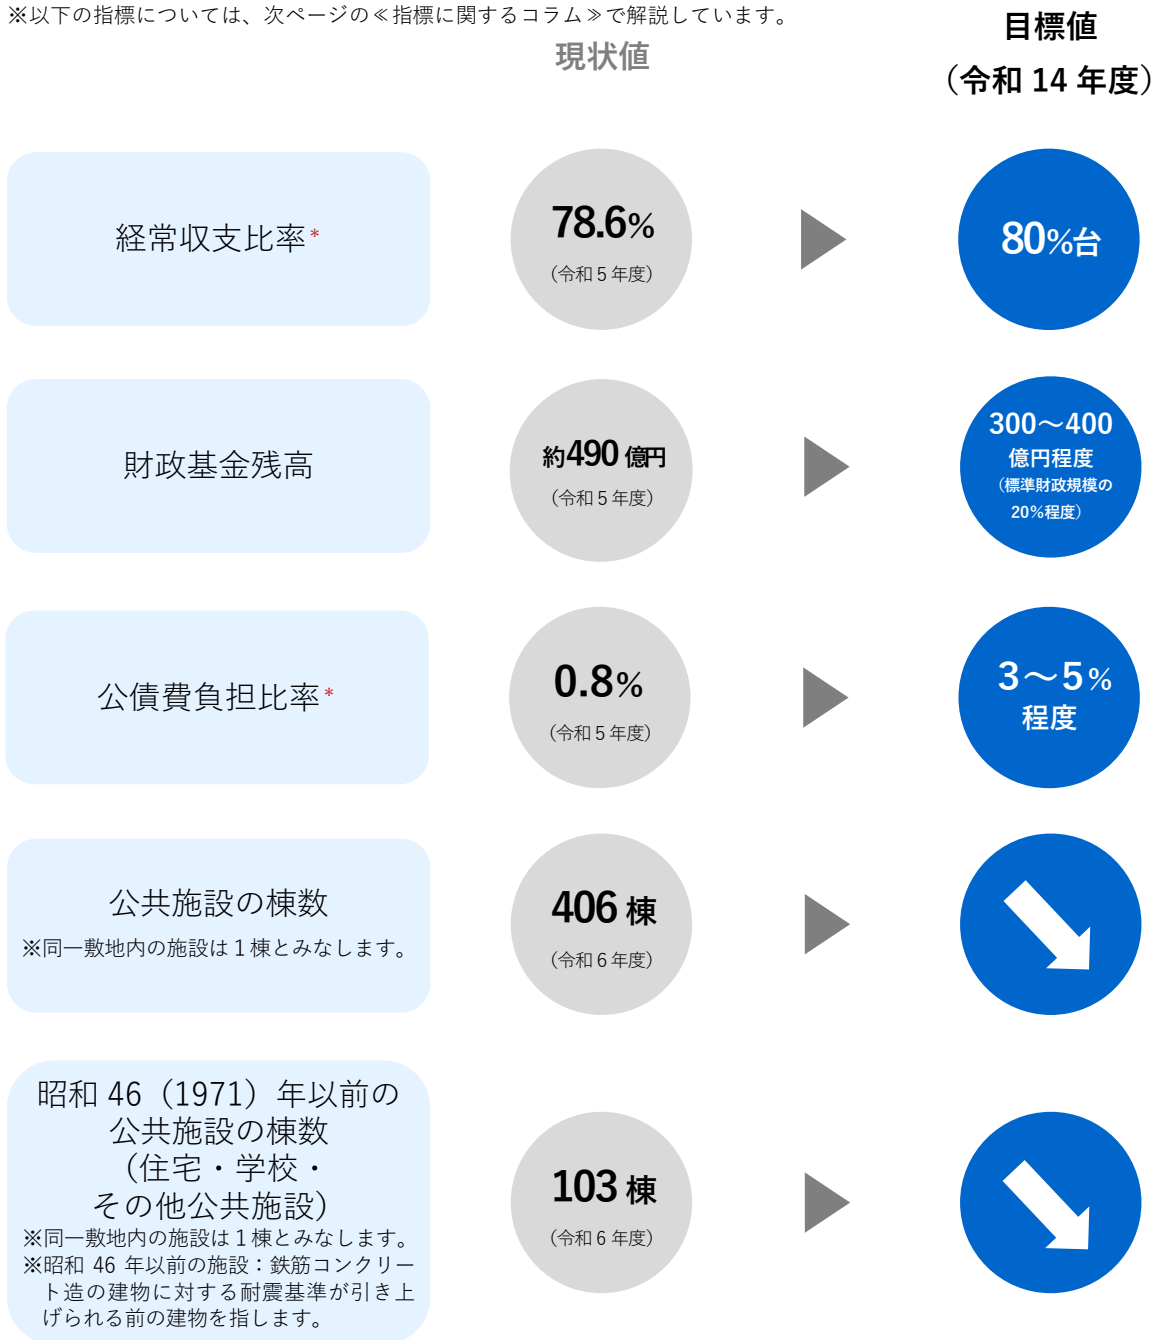 ※以下の指標については、次ページの≪指標に関するコラム≫で解説しています。
現状値
目標値
（令和 14 年度）
経常収支比率*
78.6%
（令和 5 年度）
80%台
財政基金残高
約490 億円
（令和 5 年度）
300～400
億円程度
（標準財政規模の
20%程度）
公債費負担比率*
0.8%
（令和 5 年度）
3～5%
程度
公共施設の棟数
※同一敷地内の施設は 1 棟とみなします。
406 棟
（令和 6 年度）
昭和 46（1971）年以前の
公共施設の棟数
（住宅・学校・
その他公共施設）
※同一敷地内の施設は 1 棟とみなします。
※昭和 46 年以前の施設：鉄筋コンクリー
ト造の建物に対する耐震基準が引き上
げられる前の建物を指します。
103 棟
（令和 6 年度）